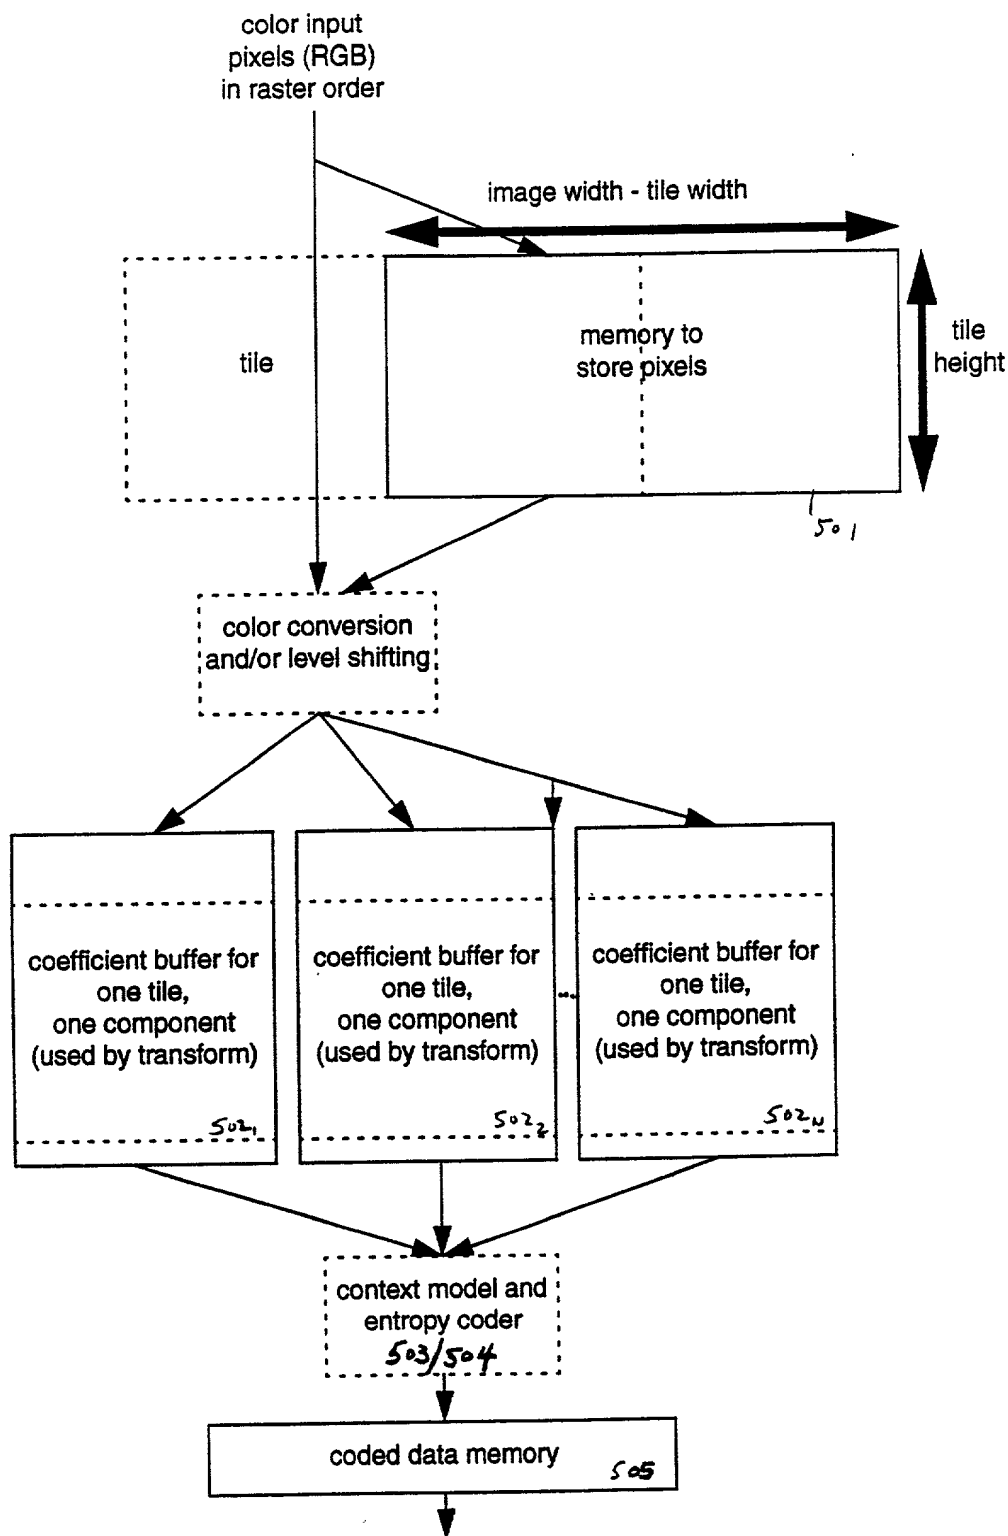 color input
pixels (RGB)
in raster order
image width - tile width
tile
memory to
store pixels
tile
height
501
color conversion
and/or level shifting
coefficient buffer for
one tile,
one component
(used by transform)
502₁
coefficient buffer for
one tile,
one component
(used by transform)
502₂
...
coefficient buffer for
one tile,
one component
(used by transform)
502N
context model and
entropy coder
503/504
coded data memory
505